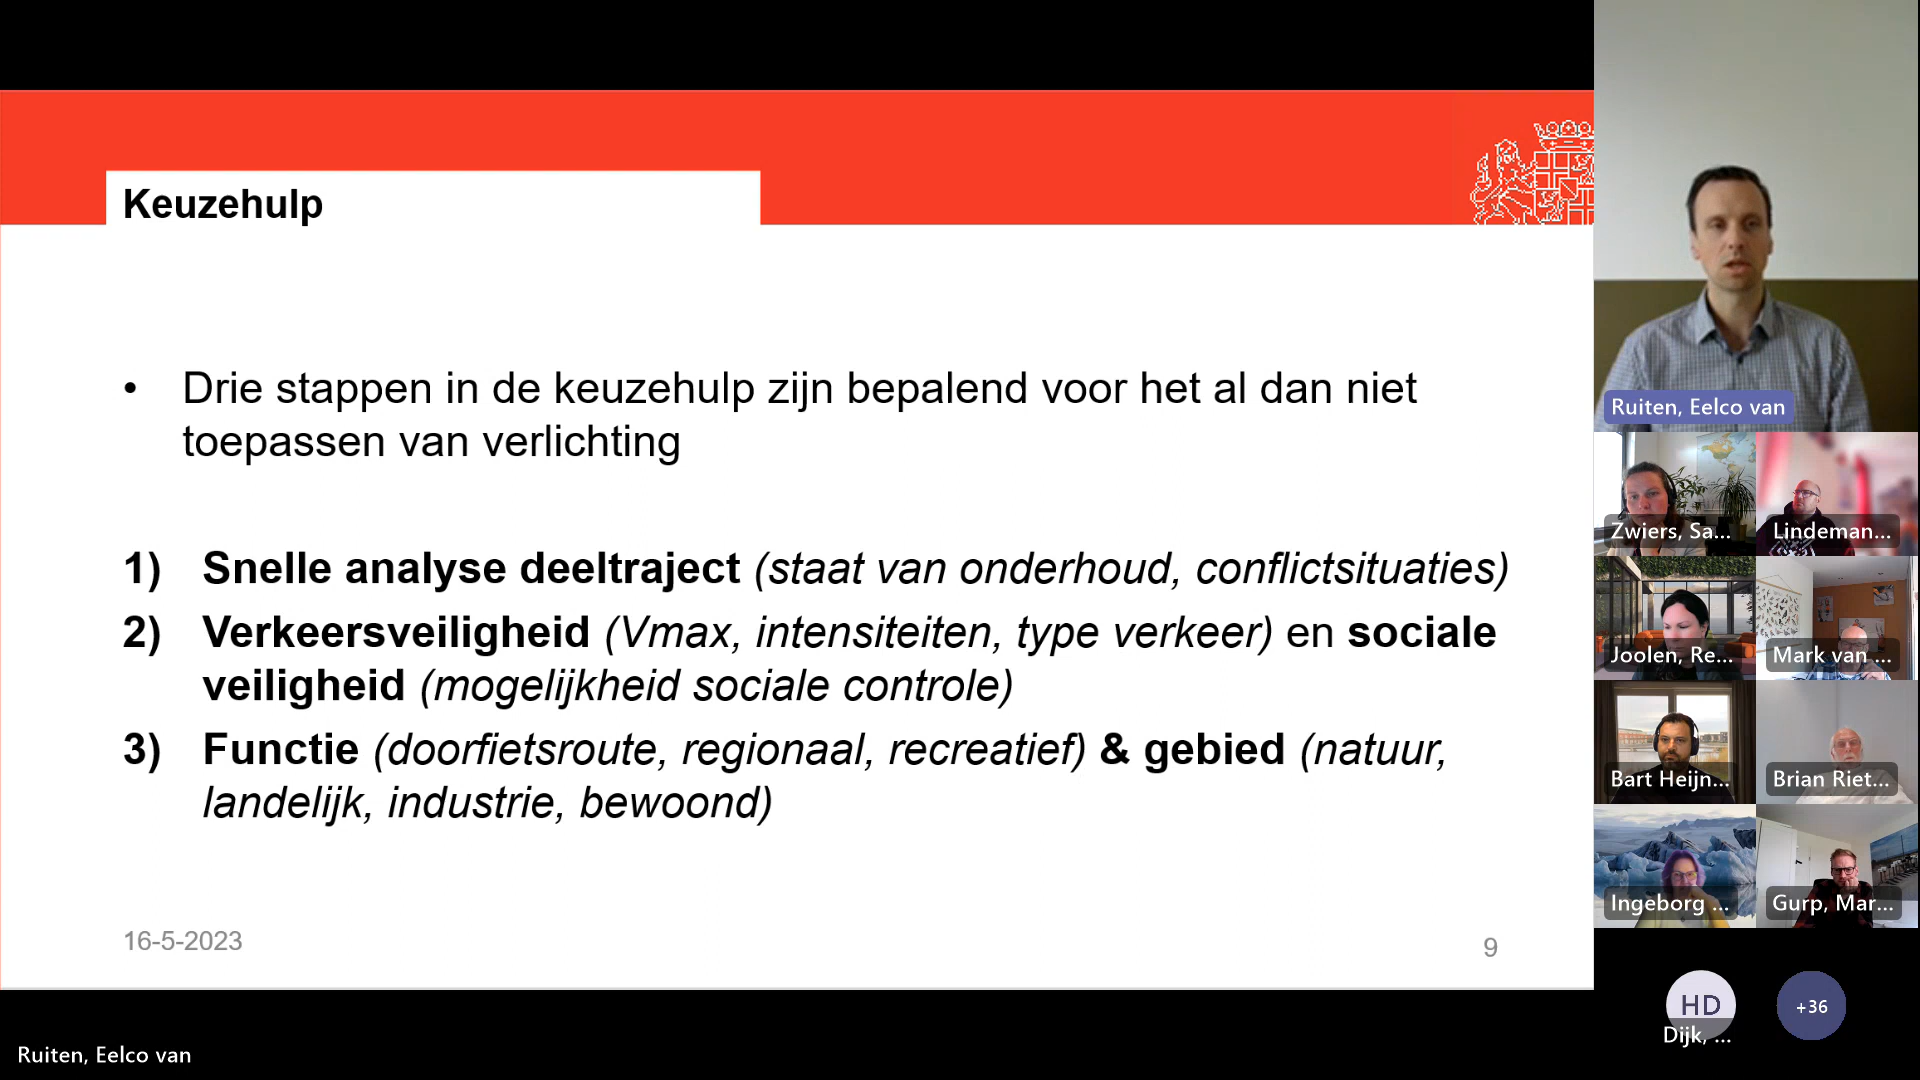 Keuzehulp
• Drie stappen in de keuzehulp zijn bepalend voor het al dan niet
toepassen van verlichting
1) Snelle analyse deeltraject (staat van onderhoud, conflictsituaties)
2) Verkeersveiligheid (Vmax, intensiteiten, type verkeer) en sociale
veiligheid (mogelijkheid sociale controle)
3) Functie (doorfietsroute, regionaal, recreatief) & gebied (natuur,
landelijk, industrie, bewoond)
16-5-2023
9
Ruiten, Eelco van
Ruiten, Eelco van
Zwiers, Sa...
Lindeman...
Joolen, Re...
Mark van ...
Bart Heijn...
Brian Riet...
Ingeborg ...
Gurp, Mar...
HD
Dijk, ...
+36